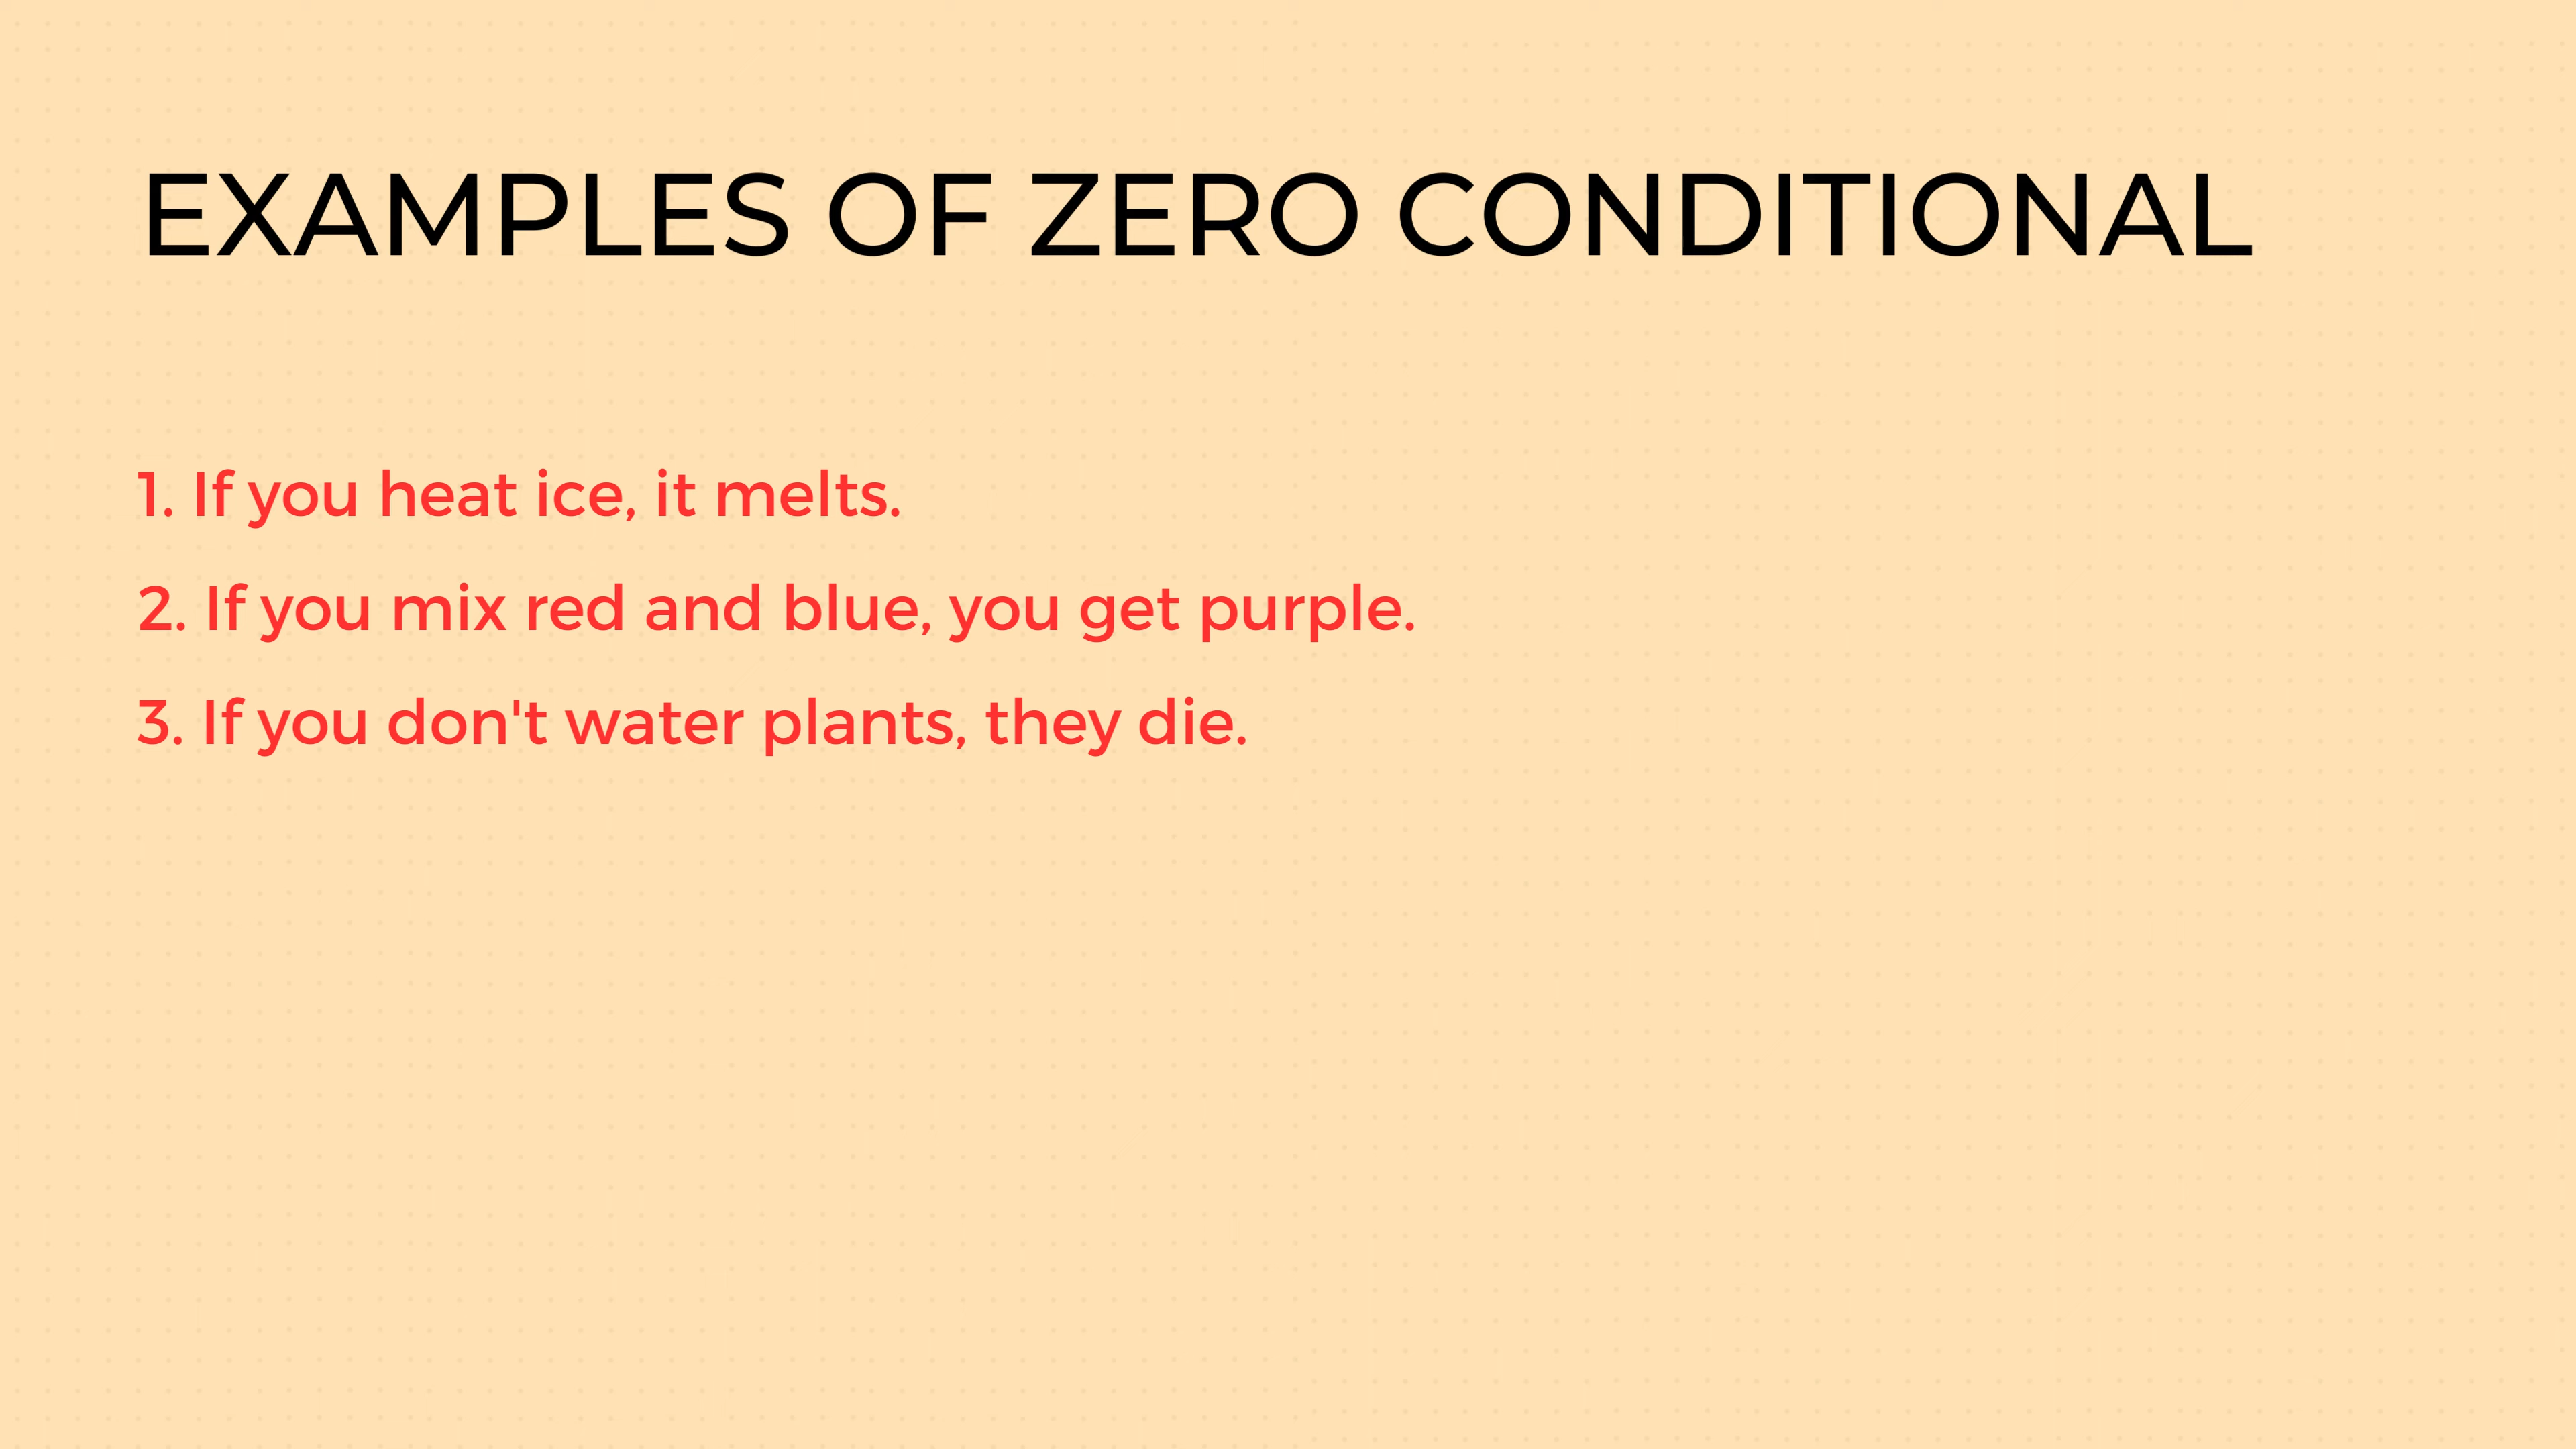 EXAMPLES OF ZERO CONDITIONAL
1. If you heat ice, it melts.
2. If you mix red and blue, you get purple.
3. If you don't water plants, they die.